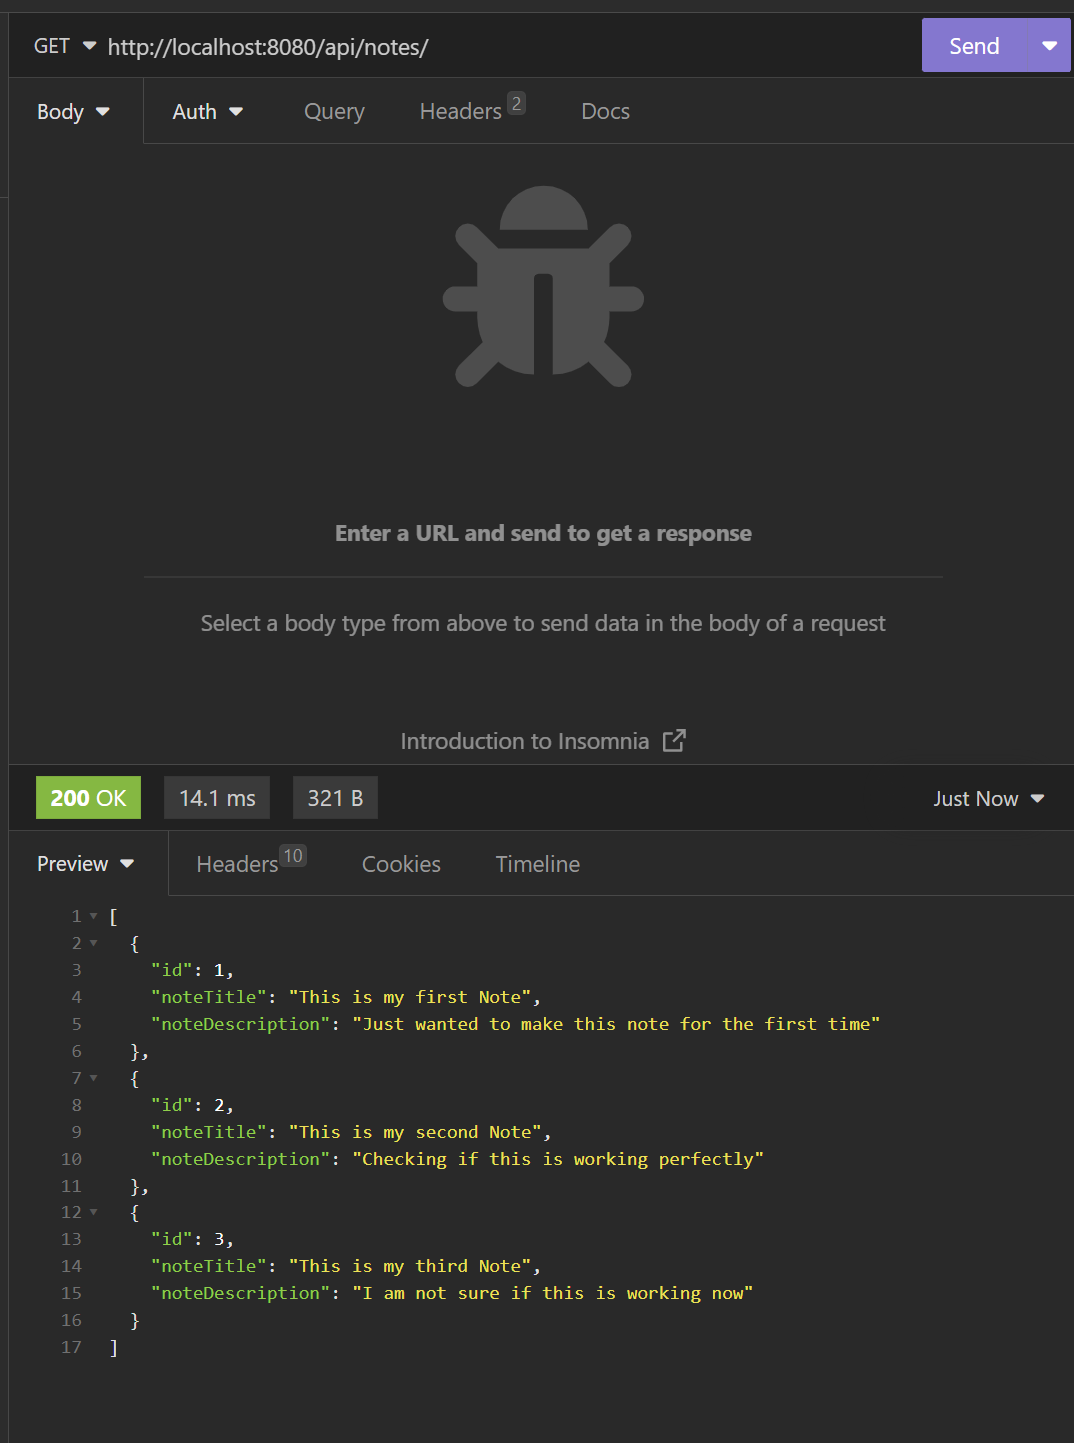 GET http://localhost:8080/api/notes/ Send
Body Auth Query Headers 2 Docs
Enter a URL and send to get a response
Select a body type from above to send data in the body of a request
Introduction to Insomnia
200 OK 14.1 ms 321 B Just Now
Preview Headers 10 Cookies Timeline
1 [
2 {
3 "id": 1,
4 "noteTitle": "This is my first Note",
5 "noteDescription": "Just wanted to make this note for the first time"
6 },
7 {
8 "id": 2,
9 "noteTitle": "This is my second Note",
10 "noteDescription": "Checking if this is working perfectly"
11 },
12 {
13 "id": 3,
14 "noteTitle": "This is my third Note",
15 "noteDescription": "I am not sure if this is working now"
16 }
17 ]